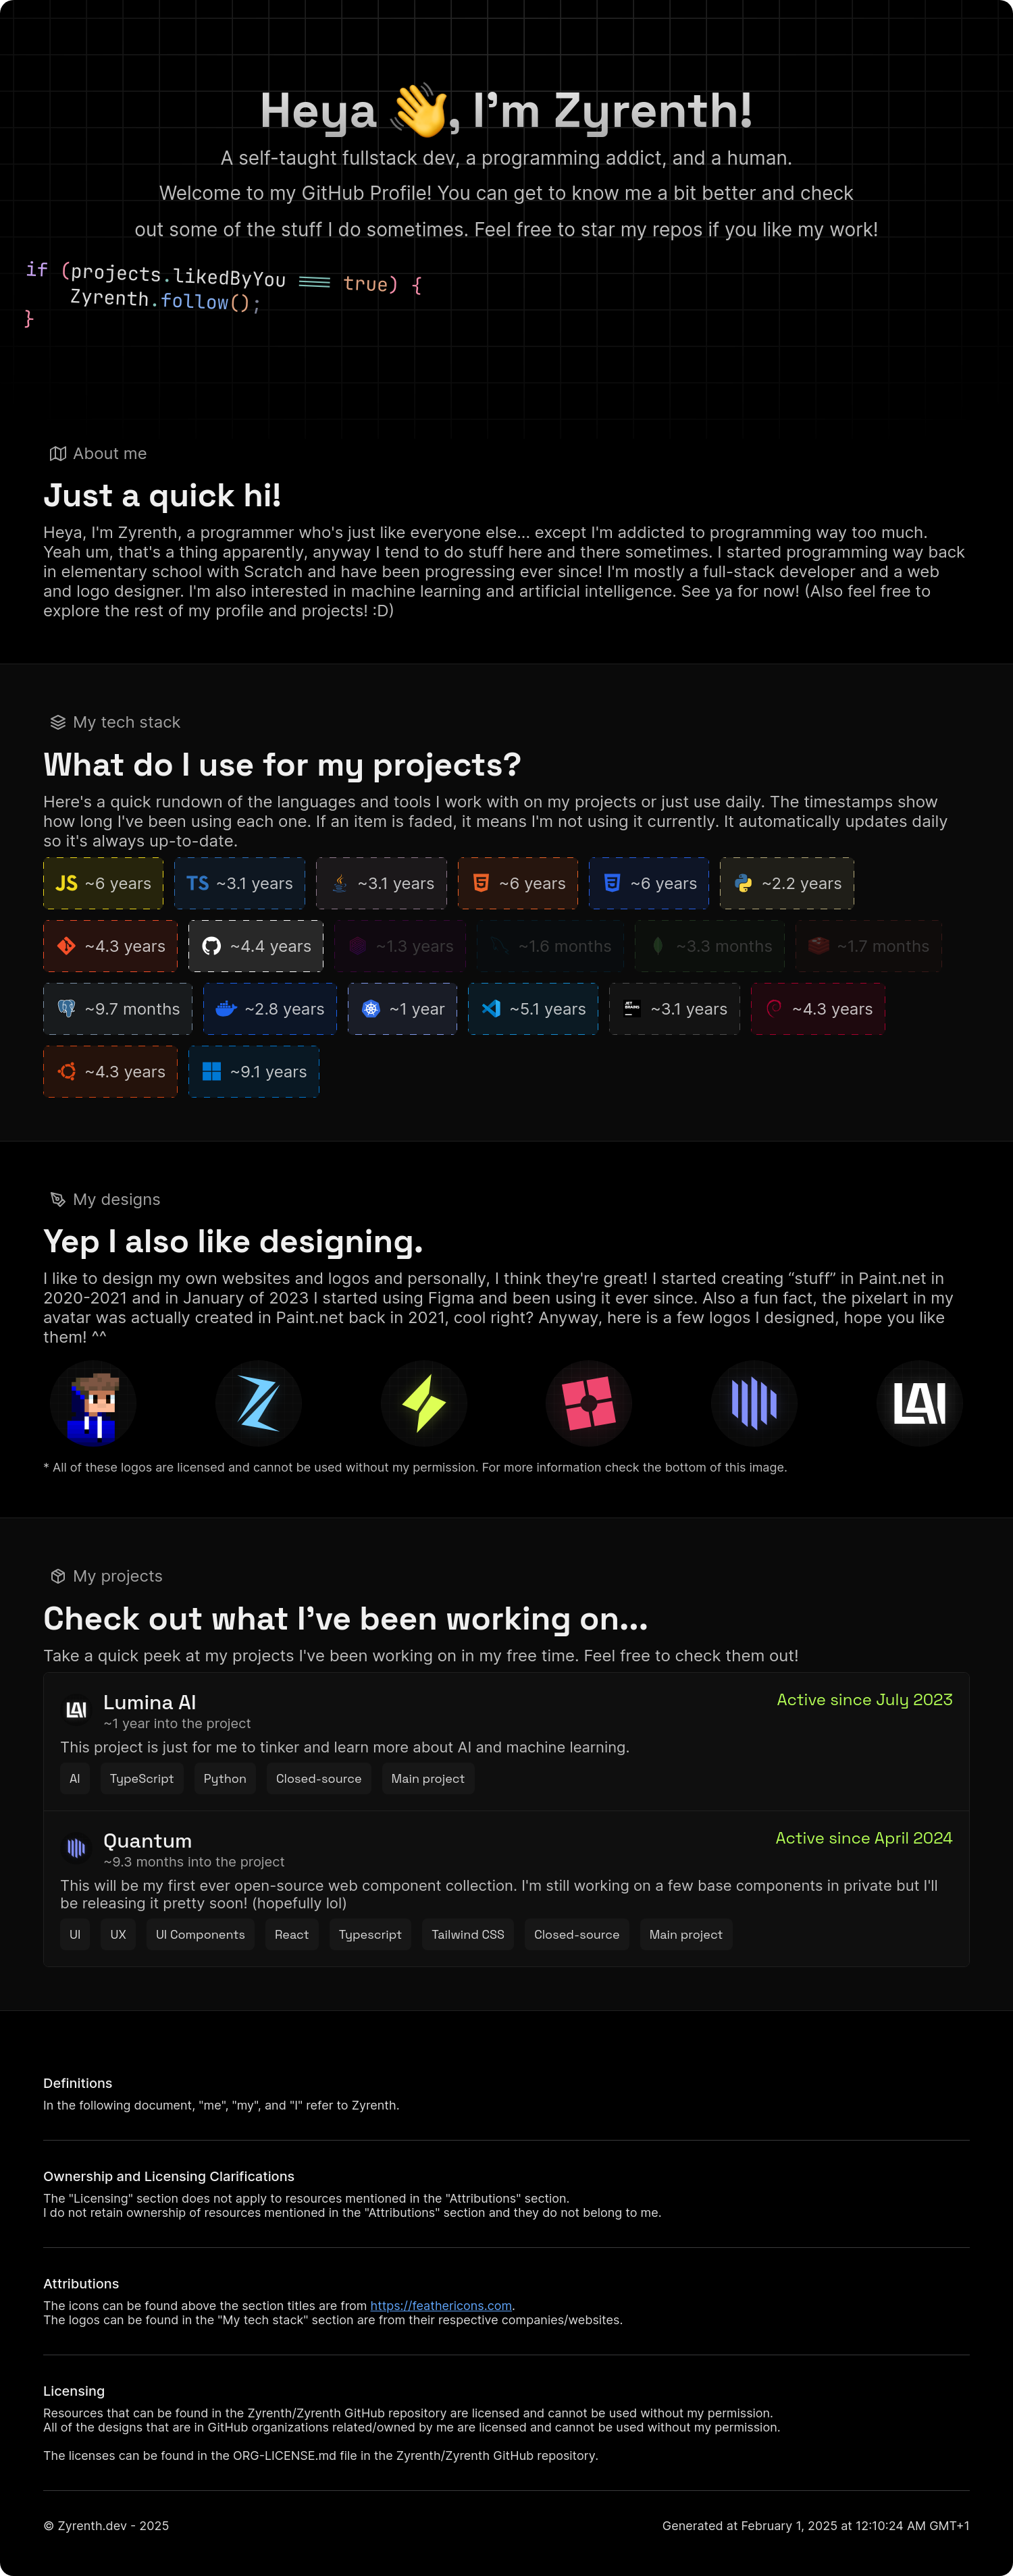 Heya 👋, I’m Zyrenth!
A self-taught fullstack dev, a programming addict, and a human.
Welcome to my GitHub Profile! You can get to know me a bit better and check
out some of the stuff I do sometimes. Feel free to star my repos if you like my work!
if (projects.likedByYou === true) {
Zyrenth.follow();
}
About me
Just a quick hi!
Heya, I'm Zyrenth, a programmer who's just like everyone else... except I'm addicted to programming way too much.
Yeah um, that's a thing apparently, anyway I tend to do stuff here and there sometimes. I started programming way back
in elementary school with Scratch and have been progressing ever since! I'm mostly a full-stack developer and a web
and logo designer. I'm also interested in machine learning and artificial intelligence. See ya for now! (Also feel free to
explore the rest of my profile and projects! :D)
My tech stack
What do I use for my projects?
Here's a quick rundown of the languages and tools I work with on my projects or just use daily. The timestamps show
how long I've been using each one. If an item is faded, it means I'm not using it currently. It automatically updates daily
so it's always up-to-date.
JS ~6 years TS ~3.1 years ~3.1 years ~6 years ~6 years ~2.2 years
~4.3 years ~4.4 years ~1.3 years ~1.6 months ~3.3 months ~1.7 months
~9.7 months ~2.8 years ~1 year ~5.1 years JET BRAINS ~3.1 years ~4.3 years
~4.3 years ~9.1 years
My designs
Yep I also like designing.
I like to design my own websites and logos and personally, I think they're great! I started creating “stuff” in Paint.net in
2020-2021 and in January of 2023 I started using Figma and been using it ever since. Also a fun fact, the pixelart in my
avatar was actually created in Paint.net back in 2021, cool right? Anyway, here is a few logos I designed, hope you like
them! ^^
LAI
* All of these logos are licensed and cannot be used without my permission. For more information check the bottom of this image.
My projects
Check out what I’ve been working on...
Take a quick peek at my projects I've been working on in my free time. Feel free to check them out!
LAI Lumina AI Active since July 2023
~1 year into the project
This project is just for me to tinker and learn more about AI and machine learning.
AI TypeScript Python Closed-source Main project
Quantum Active since April 2024
~9.3 months into the project
This will be my first ever open-source web component collection. I'm still working on a few base components in private but I'll
be releasing it pretty soon! (hopefully lol)
UI UX UI Components React Typescript Tailwind CSS Closed-source Main project
Definitions
In the following document, "me", "my", and "I" refer to Zyrenth.
Ownership and Licensing Clarifications
The "Licensing" section does not apply to resources mentioned in the "Attributions" section.
I do not retain ownership of resources mentioned in the "Attributions" section and they do not belong to me.
Attributions
The icons can be found above the section titles are from https://feathericons.com.
The logos can be found in the "My tech stack" section are from their respective companies/websites.
Licensing
Resources that can be found in the Zyrenth/Zyrenth GitHub repository are licensed and cannot be used without my permission.
All of the designs that are in GitHub organizations related/owned by me are licensed and cannot be used without my permission.
The licenses can be found in the ORG-LICENSE.md file in the Zyrenth/Zyrenth GitHub repository.
© Zyrenth.dev - 2025 Generated at February 1, 2025 at 12:10:24 AM GMT+1